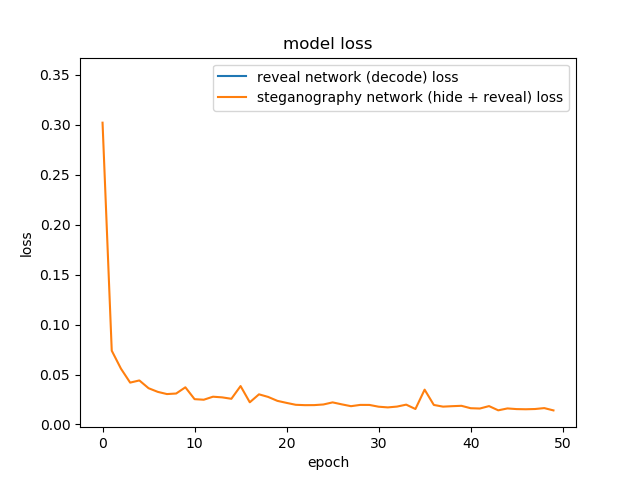 model loss
reveal network (decode) loss
steganography network (hide + reveal) loss
0.35
0.30
0.25
0.20
0.15
0.10
0.05
0.00
loss
0 10 20 30 40 50
epoch